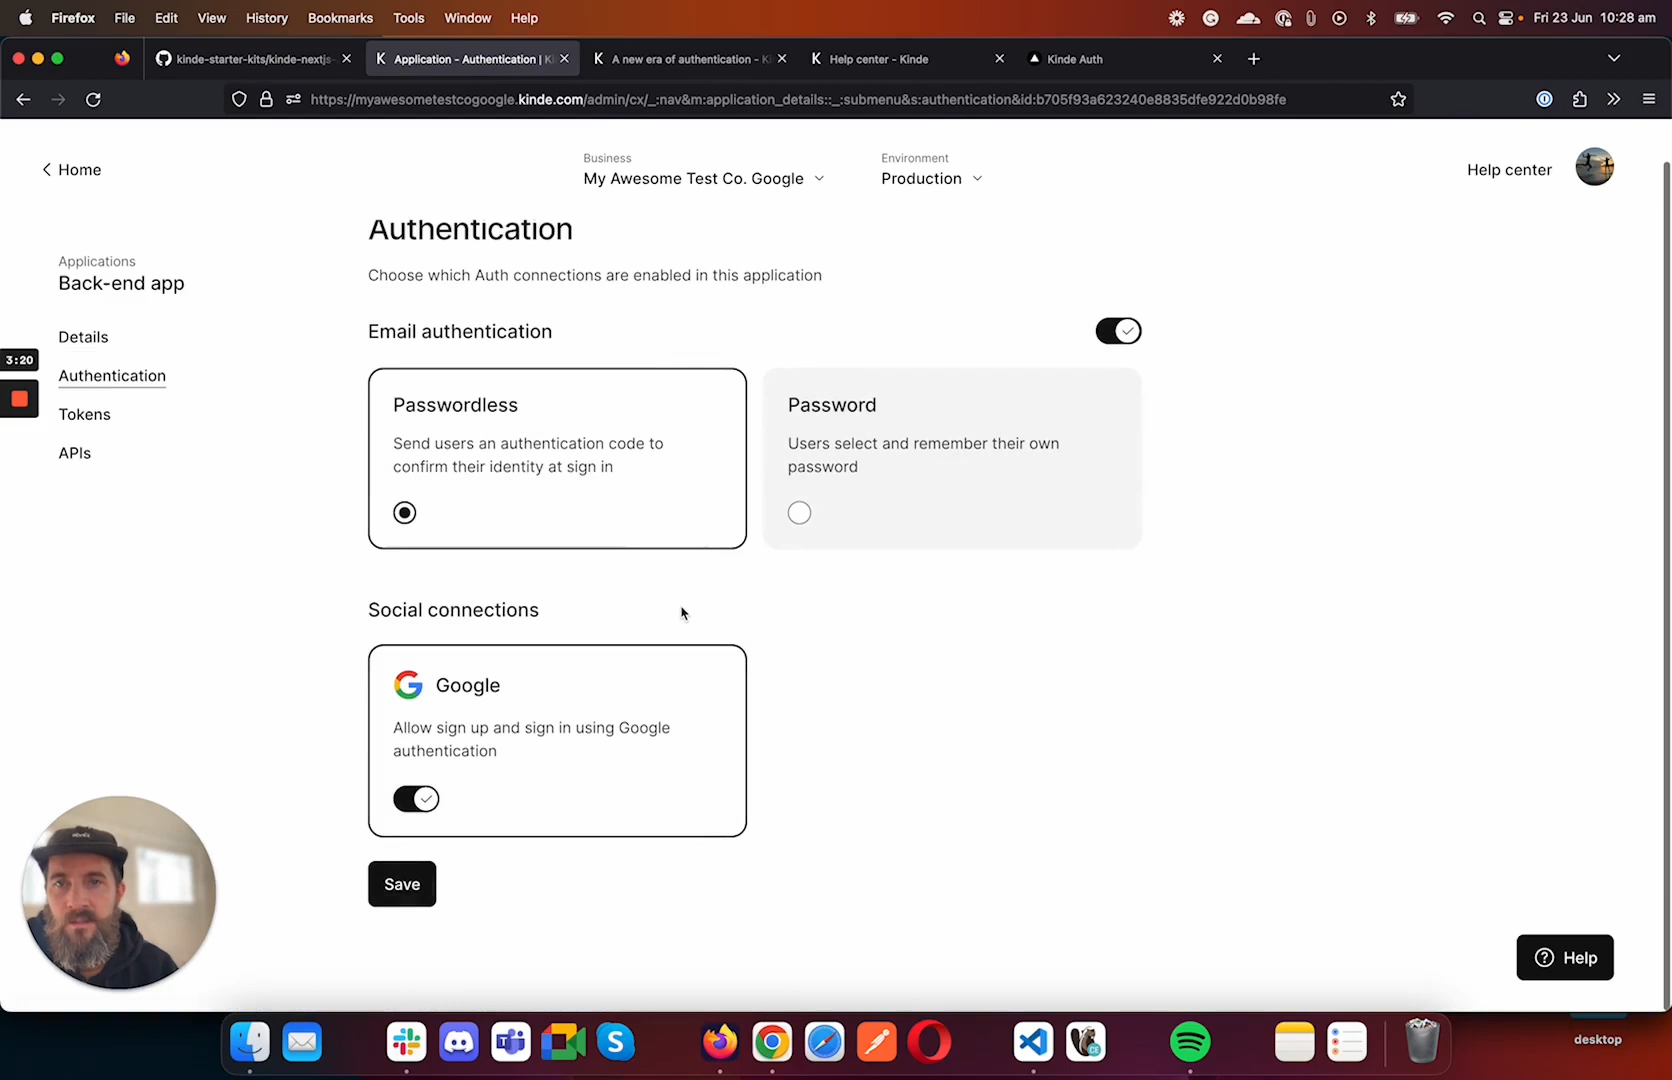 Firefox File Edit View History Bookmarks Tools Window Help Fri 23 Jun 10:28 am
kinde-starter-kits/kinde-nextjs- Application - Authentication | K A new era of authentication - K Help center - Kinde Kinde Auth
https://myawesometestcogoogle.kinde.com/admin/cx/_:nav&m:application_details::_:submenu&s:authentication&id:b705f93a623240e8835dfe922d0b98fe
Home
Business
My Awesome Test Co. Google
Environment
Production
Help center
Applications
Back-end app
Details
Authentication
Tokens
APIs
3:20
Authentication
Choose which Auth connections are enabled in this application
Email authentication
Passwordless
Send users an authentication code to
confirm their identity at sign in
Password
Users select and remember their own
password
Social connections
Google
Allow sign up and sign in using Google
authentication
Save
Help
desktop